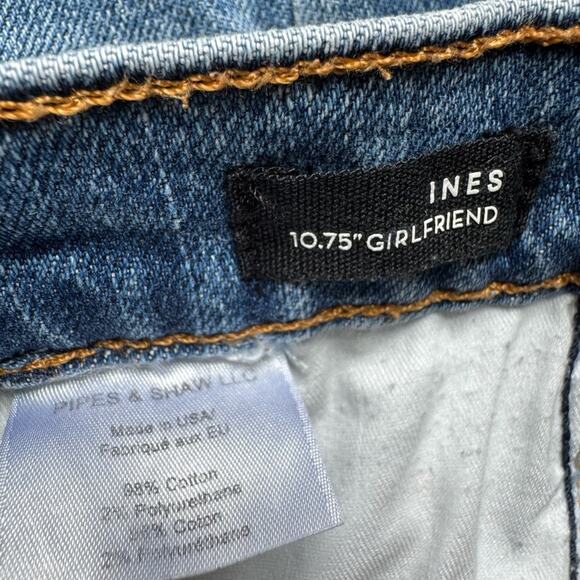 INES
10.75" GIRLFRIEND
PIPES & SHAW LLC
Made in USA/
Fabriqué aux EU
98% Cotton
2% Polyurethane
98% Coton
2% Polyuréthane